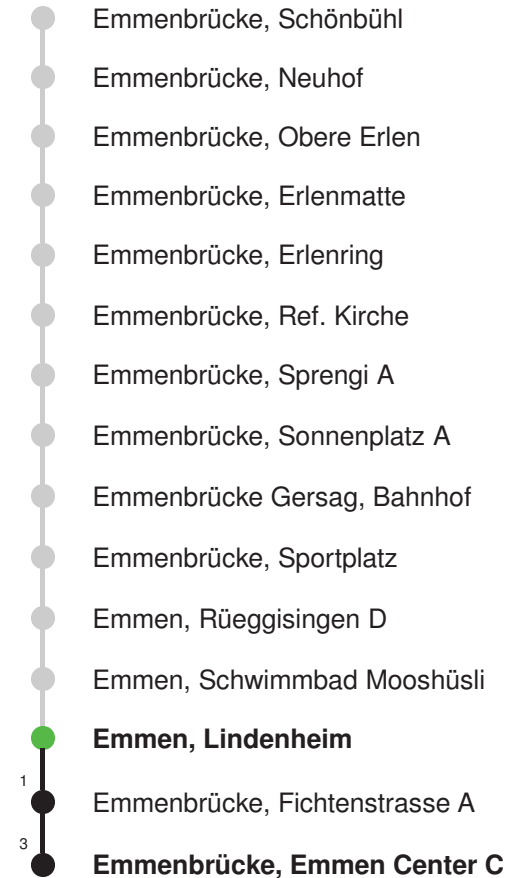 Emmenbrücke, Schönbühl
Emmenbrücke, Neuhof
Emmenbrücke, Obere Erlen
Emmenbrücke, Erlenmatte
Emmenbrücke, Erlenring
Emmenbrücke, Ref. Kirche
Emmenbrücke, Sprengi A
Emmenbrücke, Sonnenplatz A
Emmenbrücke Gersag, Bahnhof
Emmenbrücke, Sportplatz
Emmen, Rüeggisingen D
Emmen, Schwimmbad Mooshüsli
Emmen, Lindenheim
1 Emmenbrücke, Fichtenstrasse A
3 Emmenbrücke, Emmen Center C